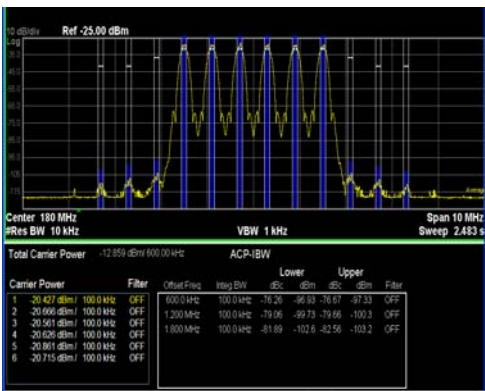 10 dB/div Ref -25.00 dBm
Log
Center 180 MHz Span 10 MHz
#Res BW 10 kHz VBW 1 kHz Sweep 2.483 s
Total Carrier Power -12.859 dBm/ 600.00 kHz ACP-IBW
Lower Upper
Carrier Power Filter Offset Freq Integ BW dBc dBm dBc dBm Filter
1 -20.427 dBm / 100.0 kHz OFF 600.0 kHz 100.0 kHz -76.26 -96.93 -76.67 -97.33 OFF
2 -20.666 dBm / 100.0 kHz OFF 1.200 MHz 100.0 kHz -79.06 -99.73 -79.66 -100.3 OFF
3 -20.561 dBm / 100.0 kHz OFF 1.800 MHz 100.0 kHz -81.89 -102.6 -82.56 -103.2 OFF
4 -20.626 dBm / 100.0 kHz OFF
5 -20.861 dBm / 100.0 kHz OFF
6 -20.715 dBm / 100.0 kHz OFF